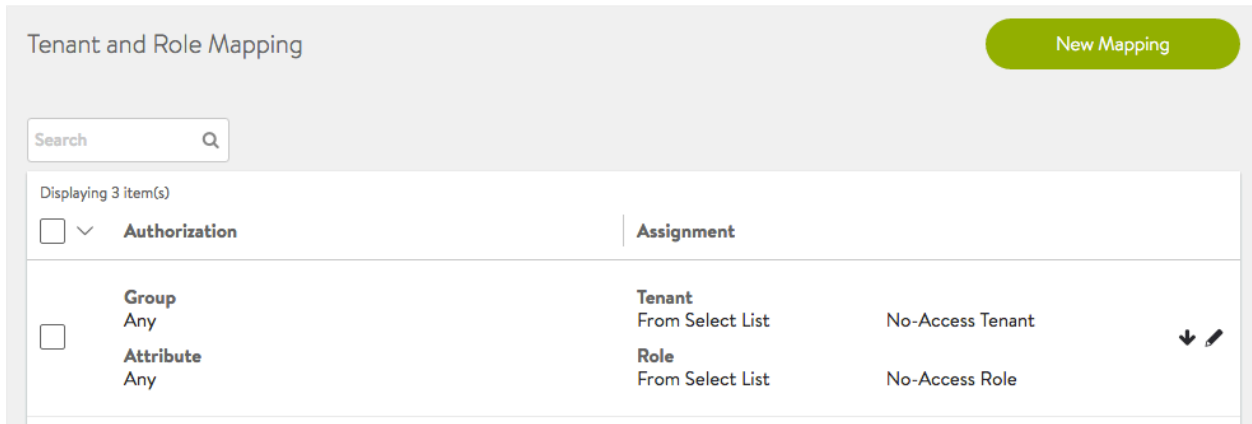 Tenant and Role Mapping
New Mapping
Search
Displaying 3 item(s)
Authorization Assignment
Group Tenant
Any From Select List No-Access Tenant
Attribute Role
Any From Select List No-Access Role